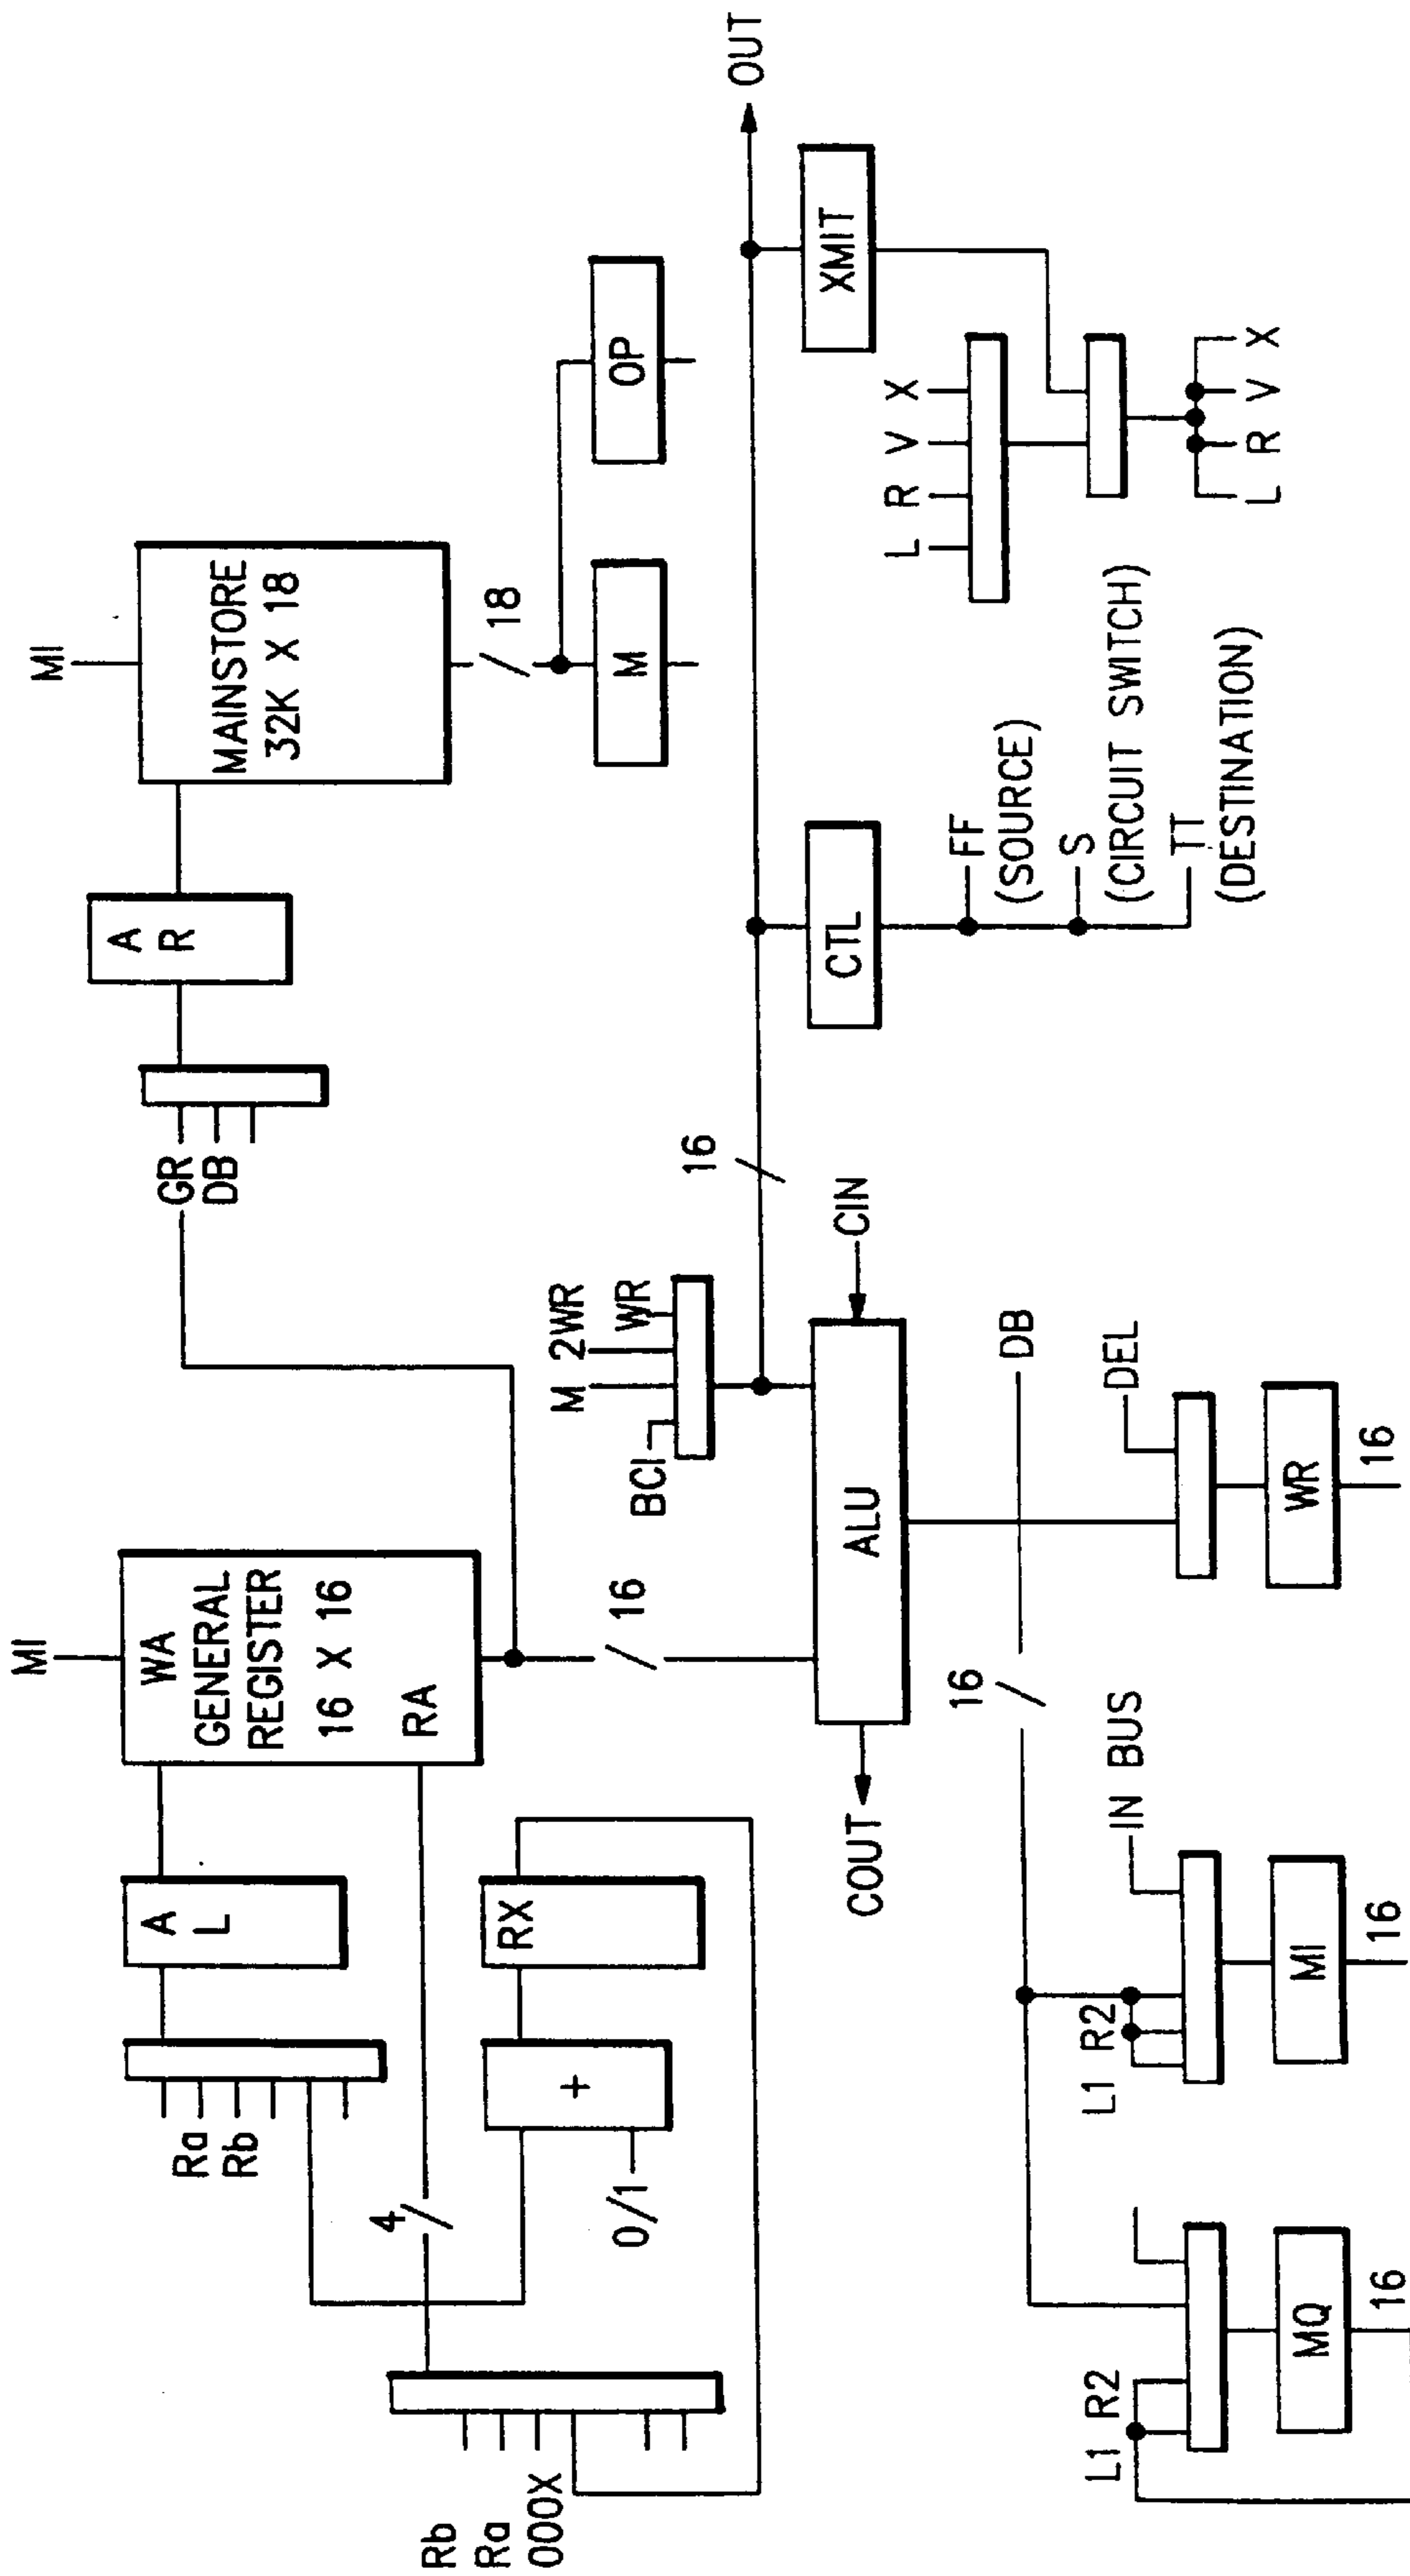 MI
MI
WA
GENERAL
REGISTER
16 X 16
RA
A
L
Ra
Rb
4
RX
+
0/1
Rb
Ra
000X
GR
DB
A
R
MAINSTORE
32K X 18
18
M
OP
16
BCI
M
2WR
WR
16
ALU
CIN
COUT
OUT
CTL
FF
(SOURCE)
S
(CIRCUIT SWITCH)
TT
(DESTINATION)
XMIT
L R V X
L R V X
16
DB
L1 R2
MQ
16
L1 R2
IN BUS
MI
16
DEL
WR
16